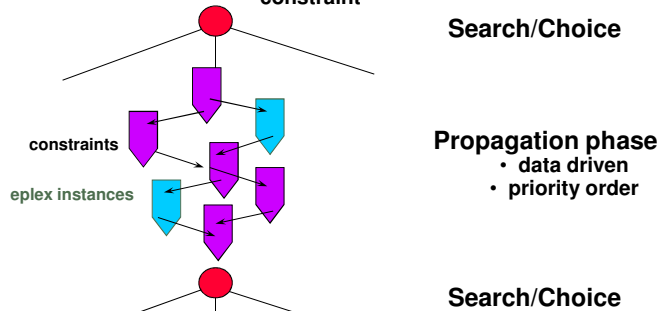 constraint
Search/Choice
constraints
eplex instances
Propagation phase
• data driven
• priority order
Search/Choice